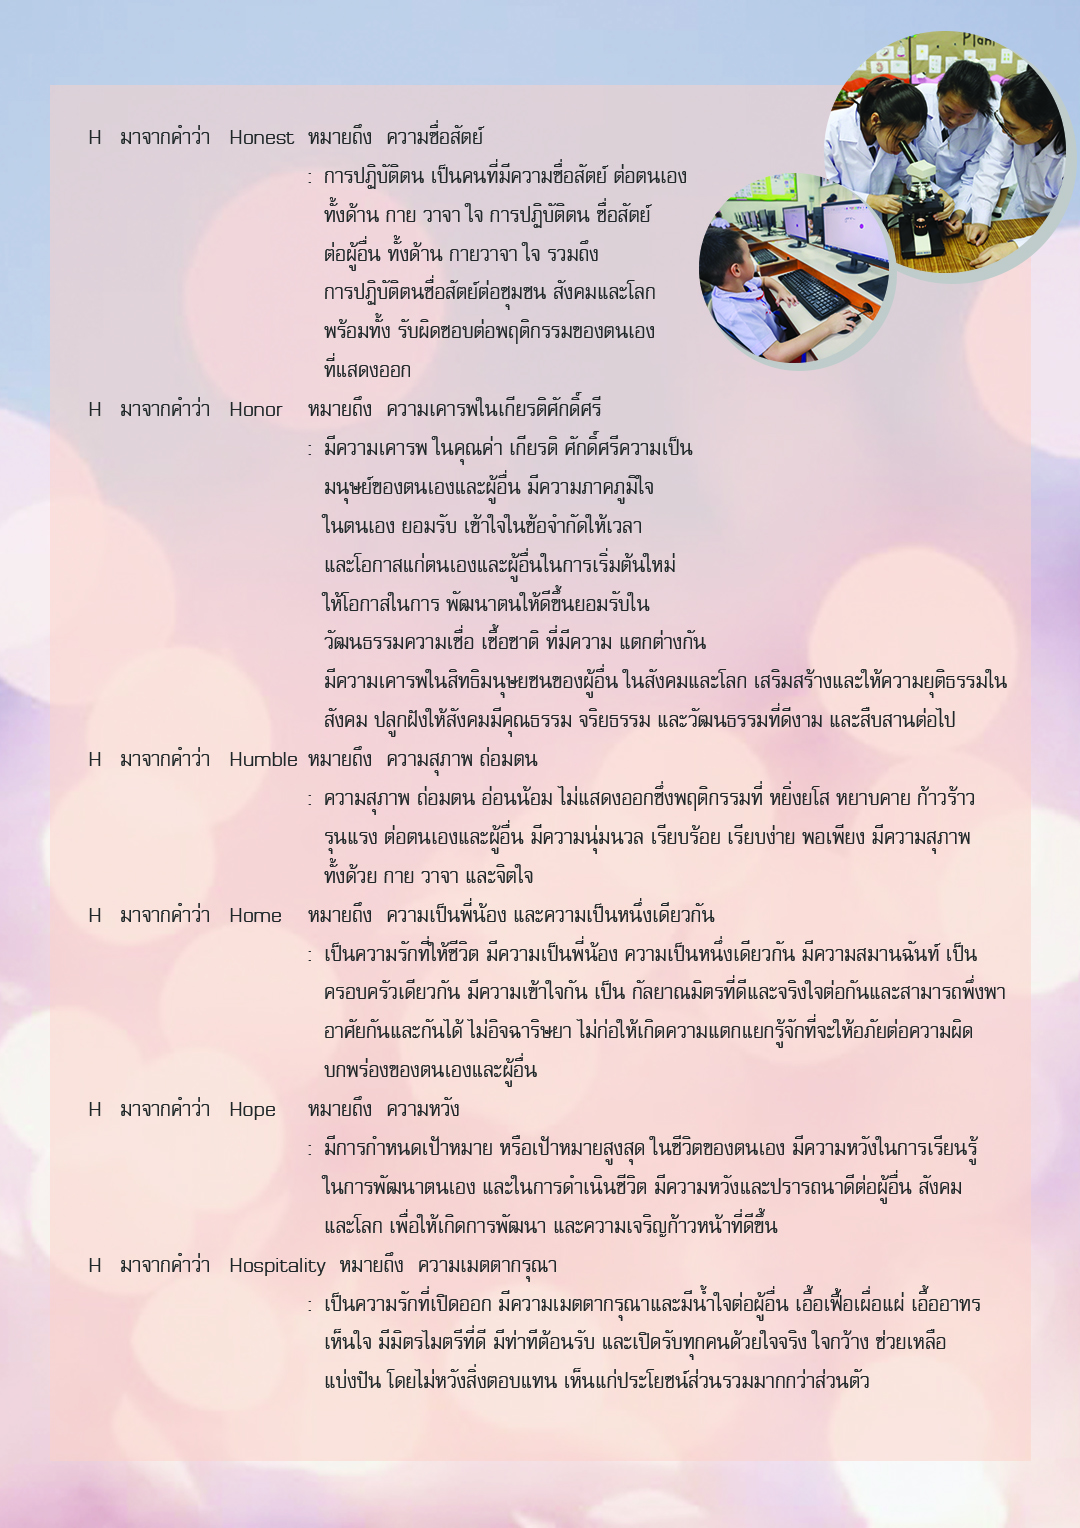 Plant
H มาจากคำว่า Honest หมายถึง ความซื่อสัตย์
: การปฏิบัติตน เป็นคนที่มีความซื่อสัตย์ ต่อตนเอง
ทั้งด้าน กาย วาจา ใจ การปฏิบัติตน ซื่อสัตย์
ต่อผู้อื่น ทั้งด้าน กายวาจา ใจ รวมถึง
การปฏิบัติตนซื่อสัตย์ต่อชุมชน สังคมและโลก
พร้อมทั้ง รับผิดชอบต่อพฤติกรรมของตนเอง
ที่แสดงออก
H มาจากคำว่า Honor หมายถึง ความเคารพในเกียรติศักดิ์ศรี
: มีความเคารพ ในคุณค่า เกียรติ ศักดิ์ศรีความเป็น
มนุษย์ของตนเองและผู้อื่น มีความภาคภูมิใจ
ในตนเอง ยอมรับ เข้าใจในข้อจำกัดให้เวลา
และโอกาสแก่ตนเองและผู้อื่นในการเริ่มต้นใหม่
ให้โอกาสในการ พัฒนาตนให้ดีขึ้นยอมรับใน
วัฒนธรรมความเชื่อ เชื้อชาติ ที่มีความ แตกต่างกัน
มีความเคารพในสิทธิมนุษยชนของผู้อื่น ในสังคมและโลก เสริมสร้างและให้ความยุติธรรมใน
สังคม ปลูกฝังให้สังคมมีคุณธรรม จริยธรรม และวัฒนธรรมที่ดีงาม และสืบสานต่อไป
H มาจากคำว่า Humble หมายถึง ความสุภาพ ถ่อมตน
: ความสุภาพ ถ่อมตน อ่อนน้อม ไม่แสดงออกซึ่งพฤติกรรมที่ หยิ่งยโส หยาบคาย ก้าวร้าว
รุนแรง ต่อตนเองและผู้อื่น มีความนุ่มนวล เรียบร้อย เรียบง่าย พอเพียง มีความสุภาพ
ทั้งด้วย กาย วาจา และจิตใจ
H มาจากคำว่า Home หมายถึง ความเป็นพี่น้อง และความเป็นหนึ่งเดียวกัน
: เป็นความรักที่ให้ชีวิต มีความเป็นพี่น้อง ความเป็นหนึ่งเดียวกัน มีความสมานฉันท์ เป็น
ครอบครัวเดียวกัน มีความเข้าใจกัน เป็น กัลยาณมิตรที่ดีและจริงใจต่อกันและสามารถพึ่งพา
อาศัยกันและกันได้ ไม่อิจฉาริษยา ไม่ก่อให้เกิดความแตกแยกรู้จักที่จะให้อภัยต่อความผิด
บกพร่องของตนเองและผู้อื่น
H มาจากคำว่า Hope หมายถึง ความหวัง
: มีการกำหนดเป้าหมาย หรือเป้าหมายสูงสุด ในชีวิตของตนเอง มีความหวังในการเรียนรู้
ในการพัฒนาตนเอง และในการดำเนินชีวิต มีความหวังและปรารถนาดีต่อผู้อื่น สังคม
และโลก เพื่อให้เกิดการพัฒนา และความเจริญก้าวหน้าที่ดีขึ้น
H มาจากคำว่า Hospitality หมายถึง ความเมตตากรุณา
: เป็นความรักที่เปิดออก มีความเมตตากรุณาและมีน้ำใจต่อผู้อื่น เอื้อเฟื้อเผื่อแผ่ เอื้ออาทร
เห็นใจ มีมิตรไมตรีที่ดี มีท่าทีต้อนรับ และเปิดรับทุกคนด้วยใจจริง ใจกว้าง ช่วยเหลือ
แบ่งปัน โดยไม่หวังสิ่งตอบแทน เห็นแก่ประโยชน์ส่วนรวมมากกว่าส่วนตัว